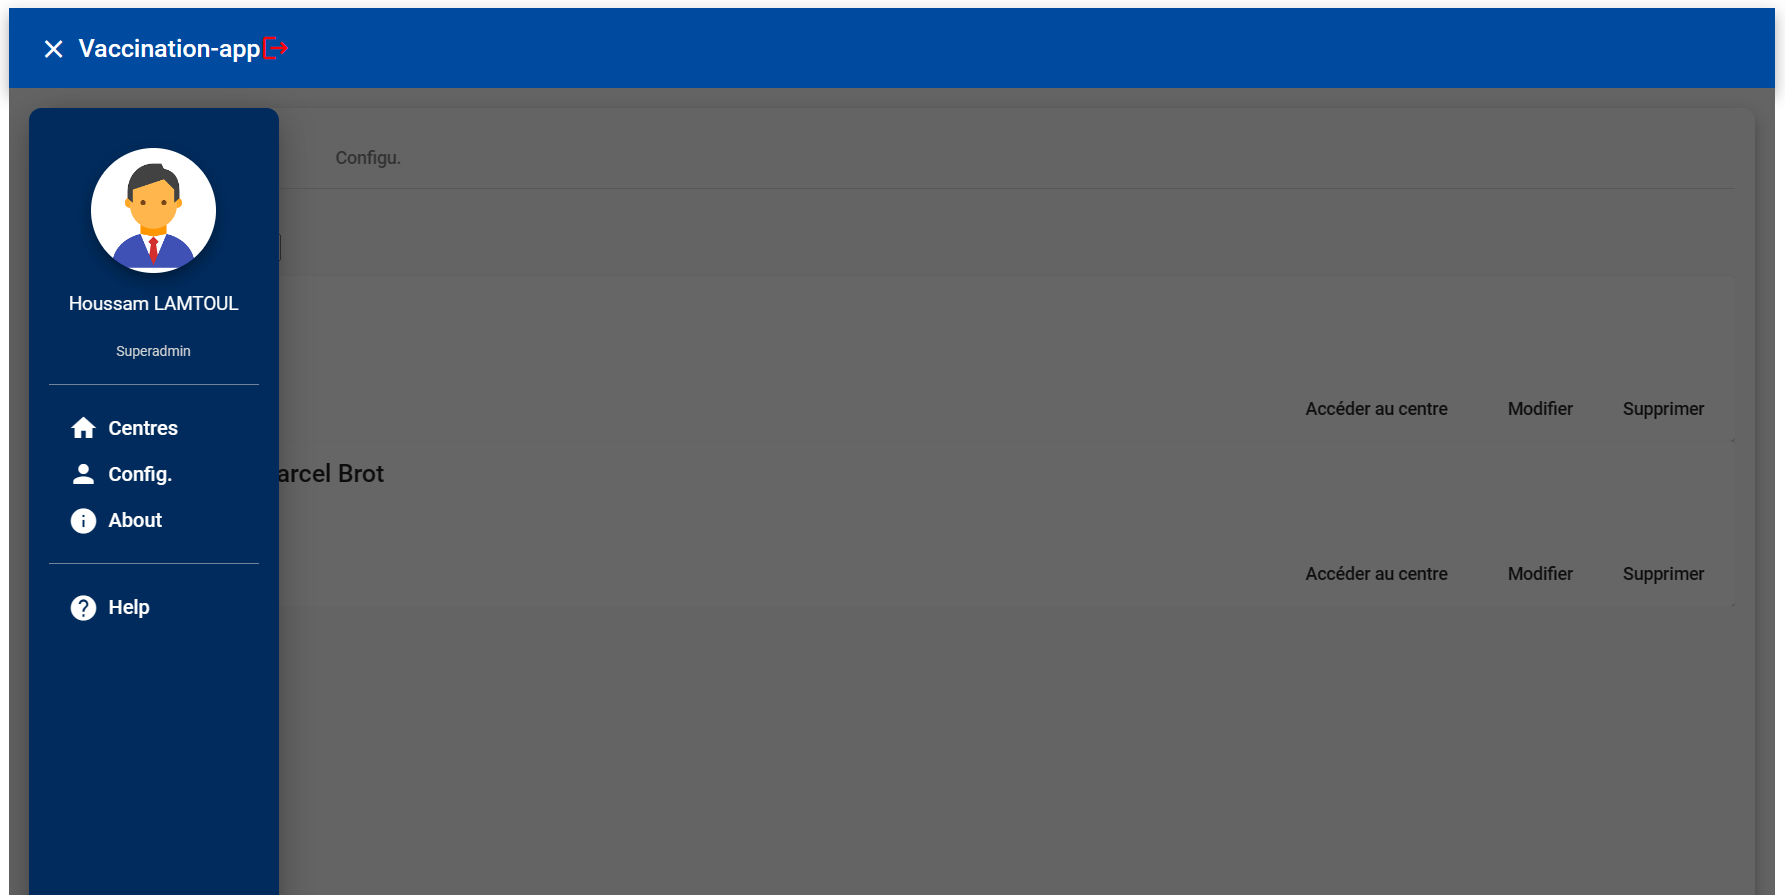 Vaccination-app
Configu.
Houssam LAMTOUL
Superadmin
Centres
Config.
About
Help
Accéder au centre Modifier Supprimer
arcel Brot
Accéder au centre Modifier Supprimer